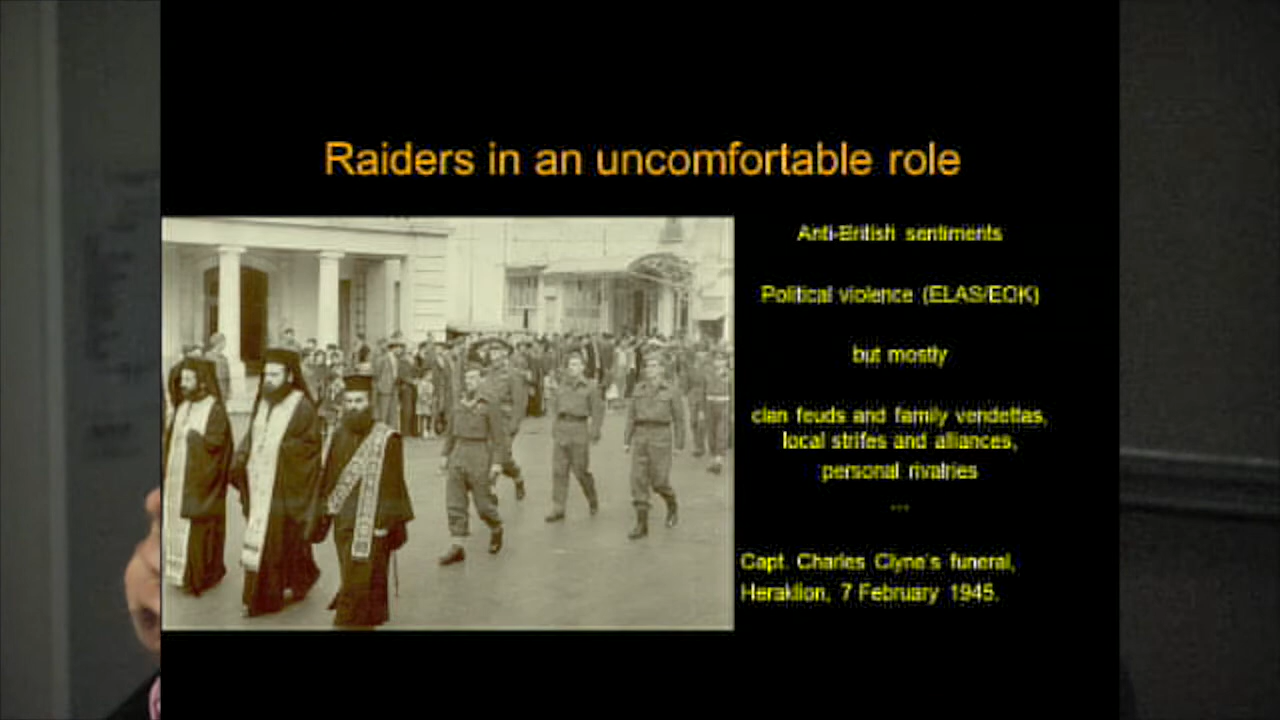 Raiders in an uncomfortable role
Anti-British sentiments
Political violence (ELAS/EOK)
but mostly
clan feuds and family vendettas,
local strifes and alliances,
personal rivalries
...
Capt. Charles Clyne's funeral,
Heraklion, 7 February 1945.